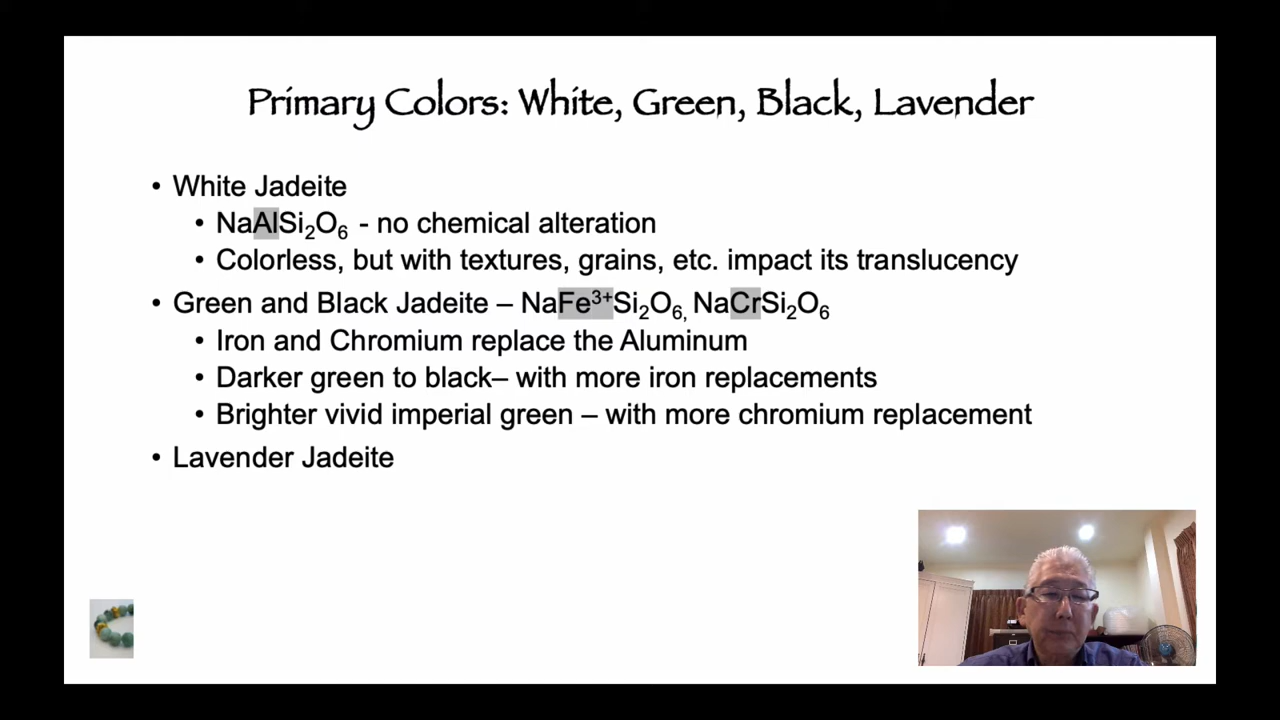 Primary Colors: White, Green, Black, Lavender
• White Jadeite
• NaAlSi₂O₆ - no chemical alteration
• Colorless, but with textures, grains, etc. impact its translucency
• Green and Black Jadeite – NaFe³⁺Si₂O₆, NaCrSi₂O₆
• Iron and Chromium replace the Aluminum
• Darker green to black– with more iron replacements
• Brighter vivid imperial green – with more chromium replacement
• Lavender Jadeite